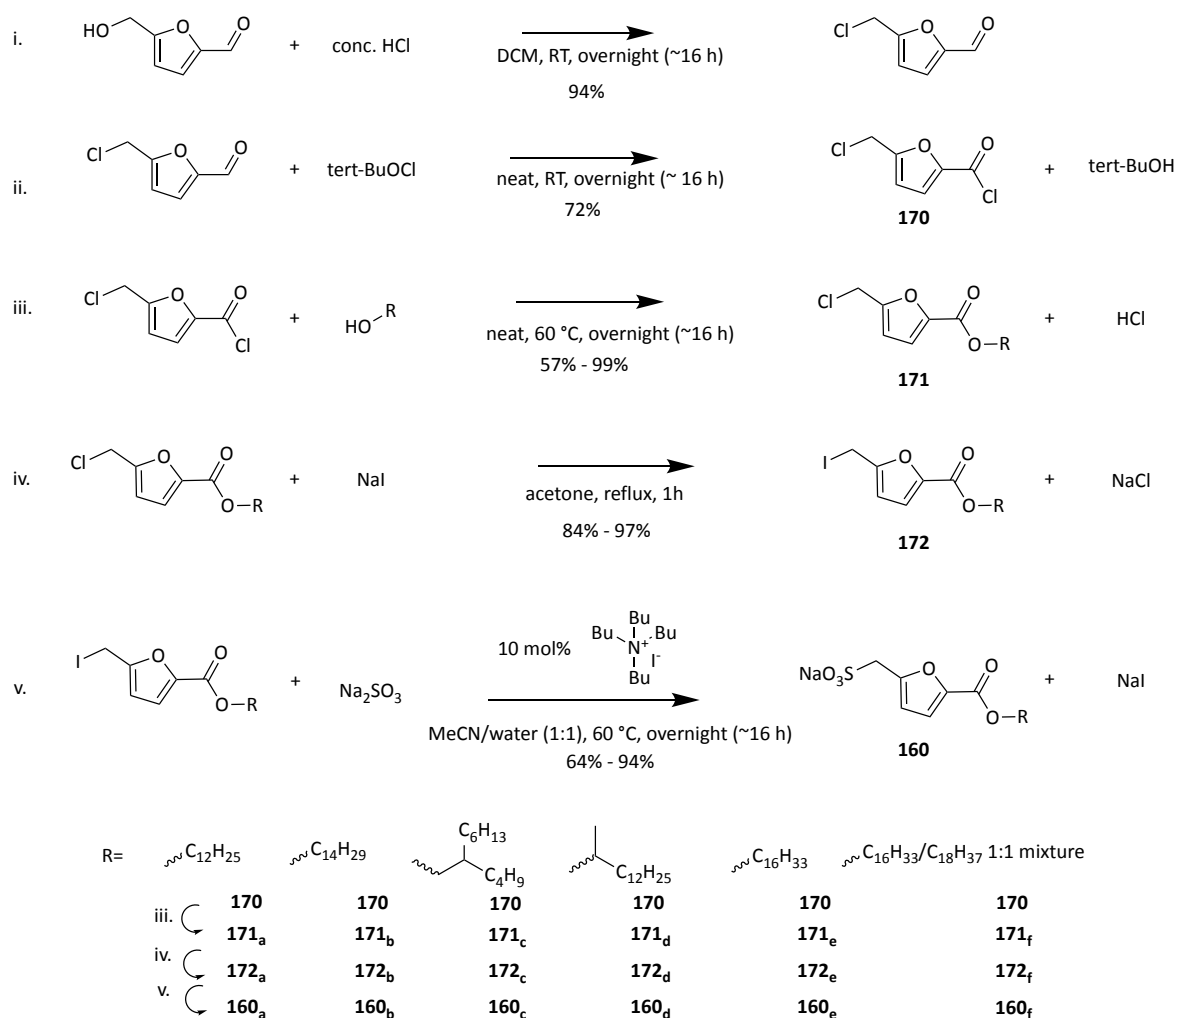 i.
HO
O
O
+
conc. HCl
DCM, RT, overnight (~16 h)
94%
Cl
O
O
ii.
Cl
O
O
+
tert-BuOCl
neat, RT, overnight (~ 16 h)
72%
Cl
O
O
Cl
170
+
tert-BuOH
iii.
Cl
O
O
Cl
+
HO
R
neat, 60 °C, overnight (~16 h)
57% - 99%
Cl
O
O
O
R
171
+
HCl
iv.
Cl
O
O
O
R
+
NaI
acetone, reflux, 1h
84% - 97%
I
O
O
O
R
172
+
NaCl
v.
I
O
O
O
R
+
Na₂SO₃
10 mol%
Bu
Bu
N⁺
Bu
I⁻
Bu
MeCN/water (1:1), 60 °C, overnight (~16 h)
64% - 94%
NaO₃S
O
O
O
R
160
+
NaI
R=
C₁₂H₂₅
C₁₄H₂₉
C₆H₁₃
C₄H₉
C₁₂H₂₅
C₁₆H₃₃
C₁₆H₃₃/C₁₈H₃₇ 1:1 mixture
170 170 170 170 170 170
iii.
171a 171b 171c 171d 171e 171f
iv.
172a 172b 172c 172d 172e 172f
v.
160a 160b 160c 160d 160e 160f